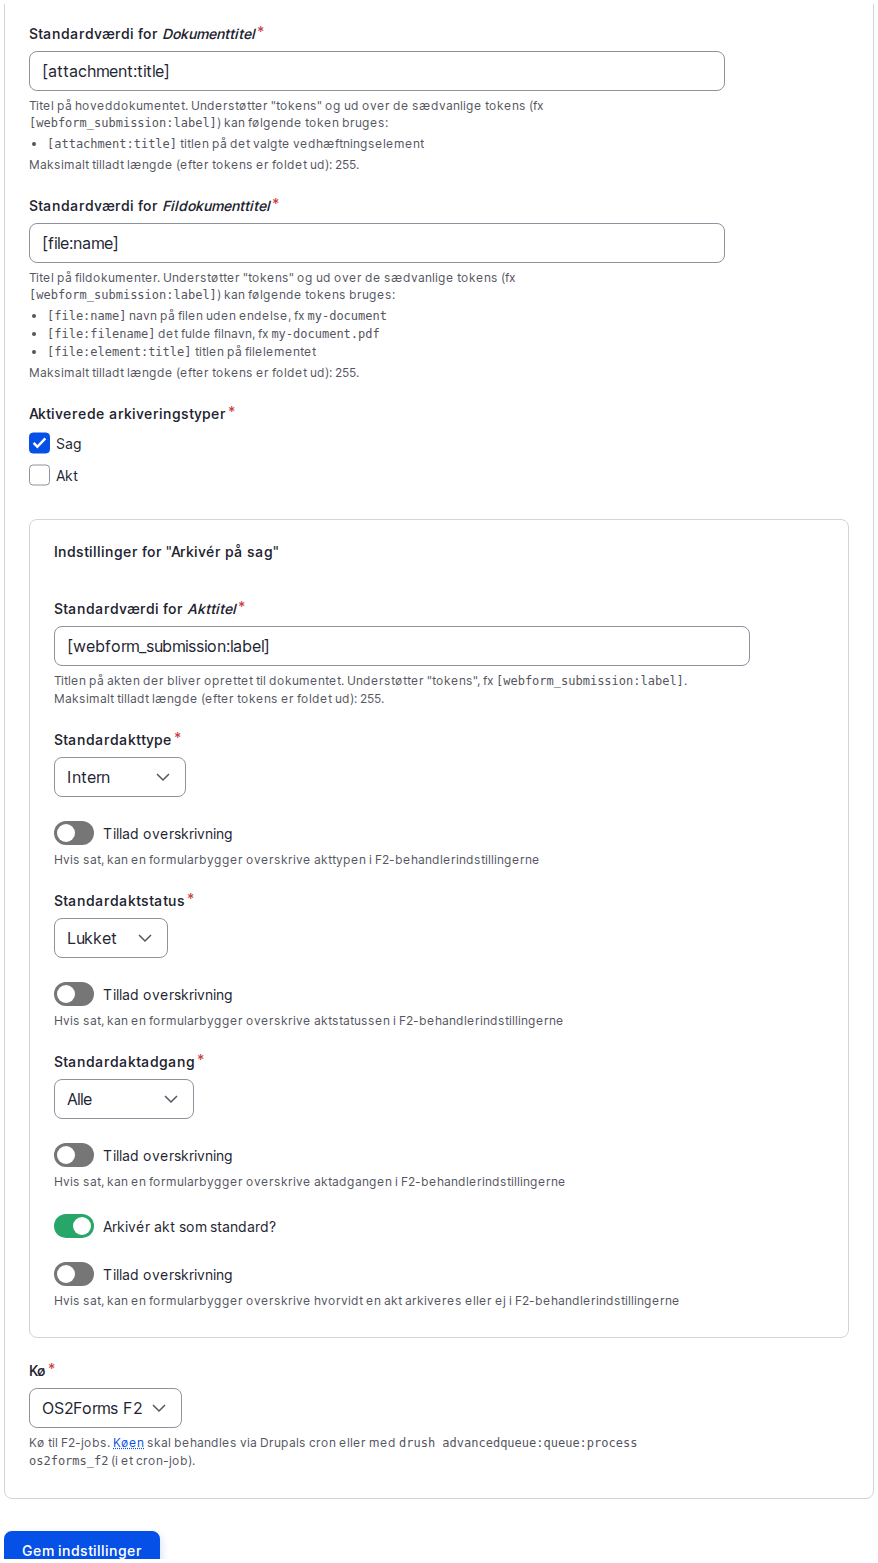 Standardværdi for Dokumenttitel*
[attachment:title]
Titel på hoveddokumentet. Understøtter "tokens" og ud over de sædvanlige tokens (fx
[webform_submission:label]) kan følgende token bruges:
• [attachment:title] titlen på det valgte vedhæftningselement
Maksimalt tilladt længde (efter tokens er foldet ud): 255.
Standardværdi for Fildokumenttitel*
[file:name]
Titel på fildokumenter. Understøtter "tokens" og ud over de sædvanlige tokens (fx
[webform_submission:label]) kan følgende tokens bruges:
• [file:name] navn på filen uden endelse, fx my-document
• [file:filename] det fulde filnavn, fx my-document.pdf
• [file:element:title] titlen på filelementet
Maksimalt tilladt længde (efter tokens er foldet ud): 255.
Aktiverede arkiveringstyper*
Sag
Akt
Indstillinger for "Arkivér på sag"
Standardværdi for Akttitel*
[webform_submission:label]
Titlen på akten der bliver oprettet til dokumentet. Understøtter "tokens", fx [webform_submission:label].
Maksimalt tilladt længde (efter tokens er foldet ud): 255.
Standardakttype*
Intern
Tillad overskrivning
Hvis sat, kan en formularbygger overskrive akttypen i F2-behandlerindstillingerne
Standardaktstatus*
Lukket
Tillad overskrivning
Hvis sat, kan en formularbygger overskrive aktstatussen i F2-behandlerindstillingerne
Standardaktadgang*
Alle
Tillad overskrivning
Hvis sat, kan en formularbygger overskrive aktadgangen i F2-behandlerindstillingerne
Arkivér akt som standard?
Tillad overskrivning
Hvis sat, kan en formularbygger overskrive hvorvidt en akt arkiveres eller ej i F2-behandlerindstillingerne
Kø*
OS2Forms F2
Kø til F2-jobs. Køen skal behandles via Drupals cron eller med drush advancedqueue:queue:process
os2forms_f2 (i et cron-job).
Gem indstillinger